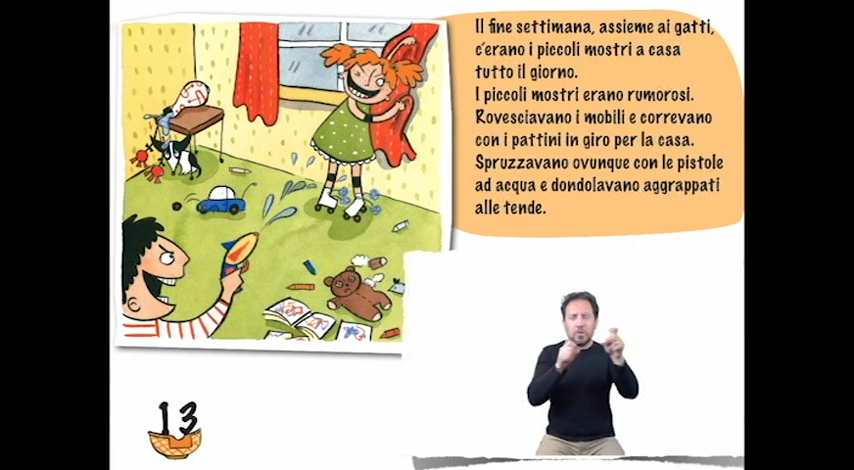 Il fine settimana, assieme ai gatti,
c'erano i piccoli mostri a casa
tutto il giorno.
I piccoli mostri erano rumorosi.
Rovesciavano i mobili e correvano
con i pattini in giro per la casa.
Spruzzavano ovunque con le pistole
ad acqua e dondolavano aggrappati
alle tende.
13